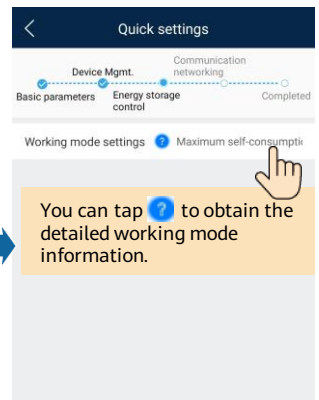 Quick settings
Communication
Device Mgmt. networking
Basic parameters Energy storage Completed
control
Working mode settings ? Maximum self-consumptic
You can tap ? to obtain the
detailed working mode
information.